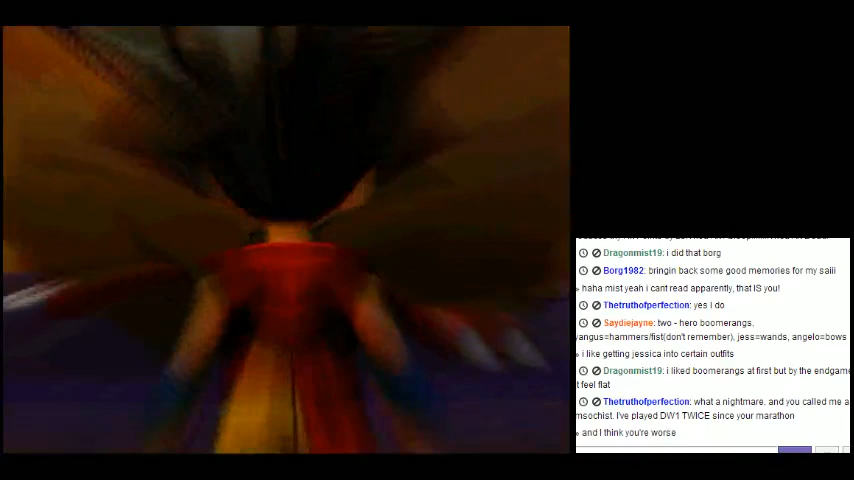 Dragonmist19: i did that borg
Borg1982: bringin back some good memories for my saiii
» haha mist yeah i cant read apparently, that IS you!
Thetruthofperfection: yes I do
Saydiejayne: two - hero boomerangs,
yangus=hammers/fist(don't remember), jess=wands, angelo=bows
» i like getting jessica into certain outfits
Dragonmist19: i liked boomerangs at first but by the endgame
t feel flat
Thetruthofperfection: what a nightmare, and you called me a
msochist. I've played DW1 TWICE since your marathon
» and I think you're worse